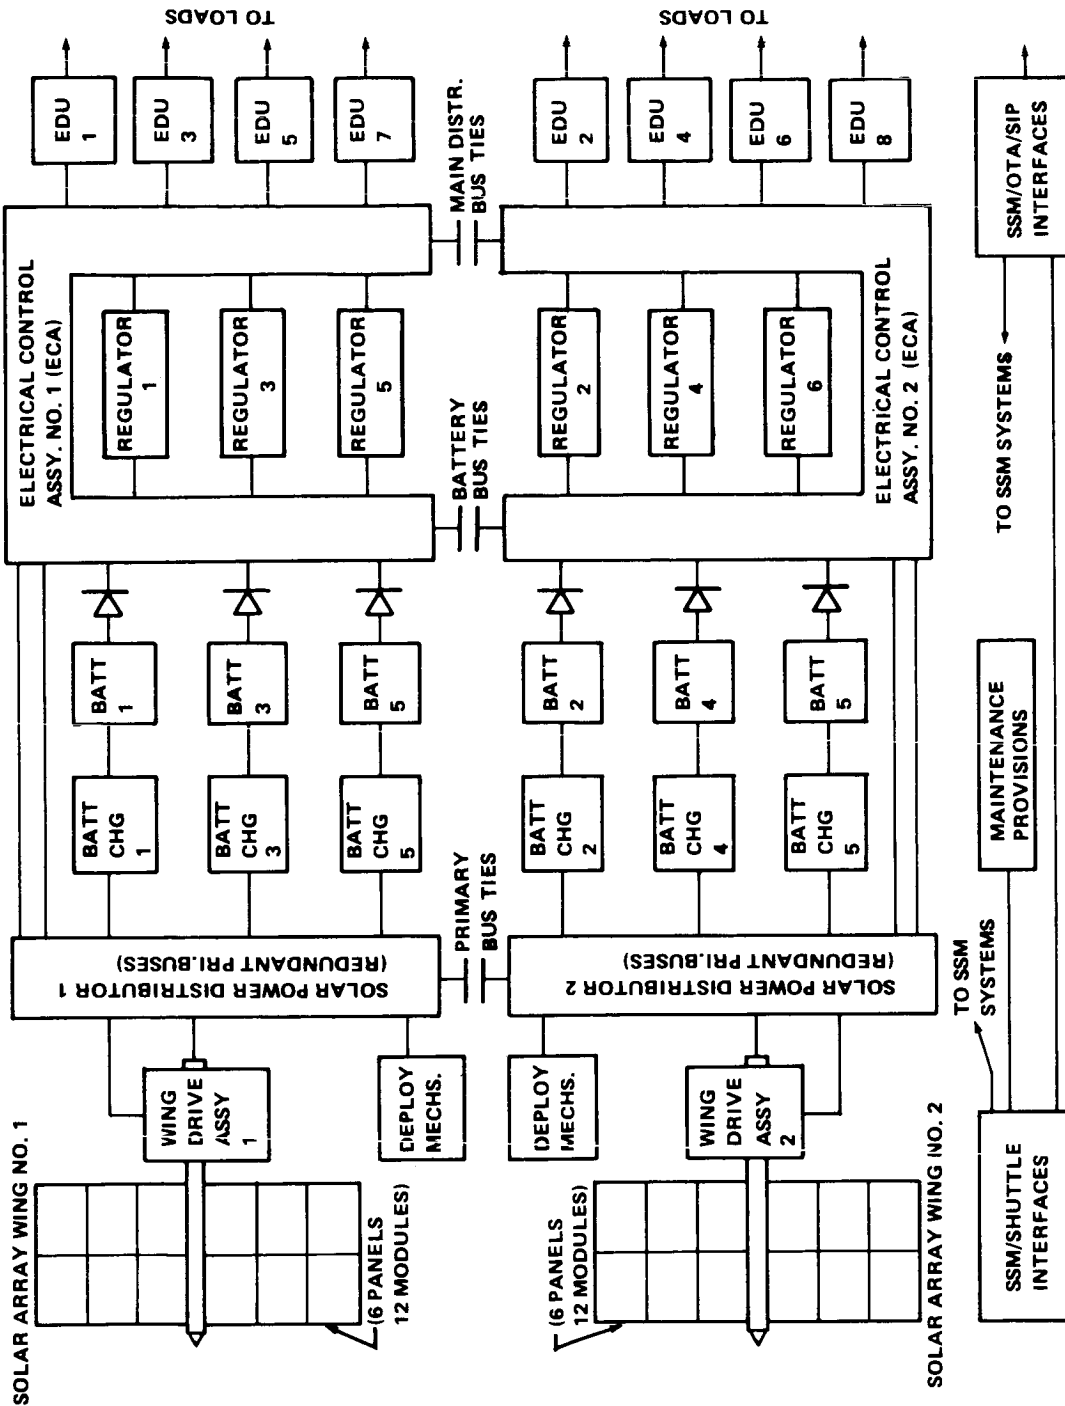 SOLAR ARRAY WING NO. 1
(6 PANELS
12 MODULES)
WING
DRIVE
ASSY
1
DEPLOY
MECHS.
SOLAR POWER DISTRIBUTOR 1
(REDUNDANT PRI.BUSES)
BATT
CHG
1
BATT
CHG
3
BATT
CHG
5
BATT
1
BATT
3
BATT
5
ELECTRICAL CONTROL
ASSY. NO. 1 (ECA)
REGULATOR
1
REGULATOR
3
REGULATOR
5
EDU
1
EDU
3
EDU
5
EDU
7
TO LOADS
PRIMARY
BUS TIES
BATTERY
BUS TIES
MAIN DISTR.
BUS TIES
(6 PANELS
12 MODULES)
SOLAR ARRAY WING NO. 2
DEPLOY
MECHS.
WING
DRIVE
ASSY
2
SOLAR POWER DISTRIBUTOR 2
(REDUNDANT PRI.BUSES)
BATT
CHG
2
BATT
CHG
4
BATT
CHG
5
BATT
2
BATT
4
BATT
5
REGULATOR
2
REGULATOR
4
REGULATOR
6
ELECTRICAL CONTROL
ASSY. NO. 2 (ECA)
EDU
2
EDU
4
EDU
6
EDU
8
TO LOADS
SSM/SHUTTLE
INTERFACES
TO SSM
SYSTEMS
MAINTENANCE
PROVISIONS
TO SSM SYSTEMS
SSM/OTA/SIP
INTERFACES